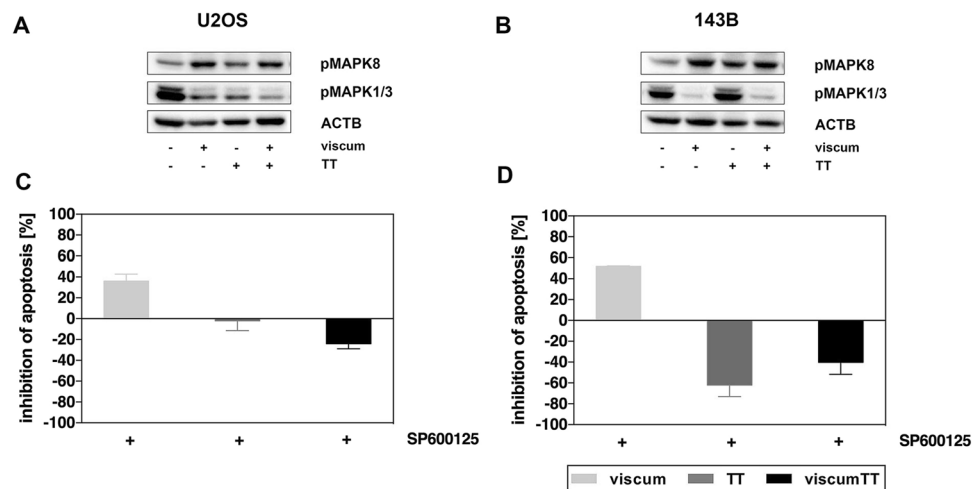 A
U2OS
pMAPK8
pMAPK1/3
ACTB
- + - + viscum
- - + + TT
B
143B
pMAPK8
pMAPK1/3
ACTB
- + - + viscum
- - + + TT
C
inhibition of apoptosis [%]
100
80
60
40
20
0
-20
-40
-60
-80
-100
+ + + SP600125
D
inhibition of apoptosis [%]
100
80
60
40
20
0
-20
-40
-60
-80
-100
+ + + SP600125
viscum TT viscumTT